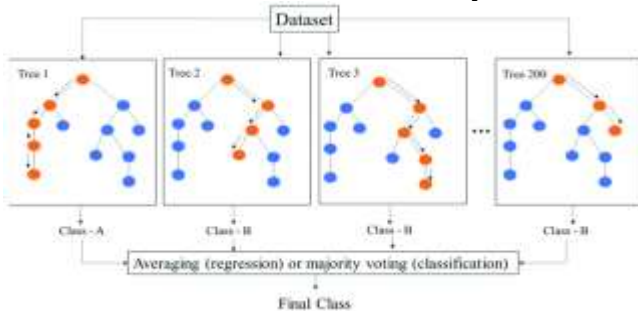 Dataset
Tree 1
Tree 2
Tree 3
Tree 200
Class - A
Class - B
Class - B
Class - B
Averaging (regression) or majority voting (classification)
Final Class